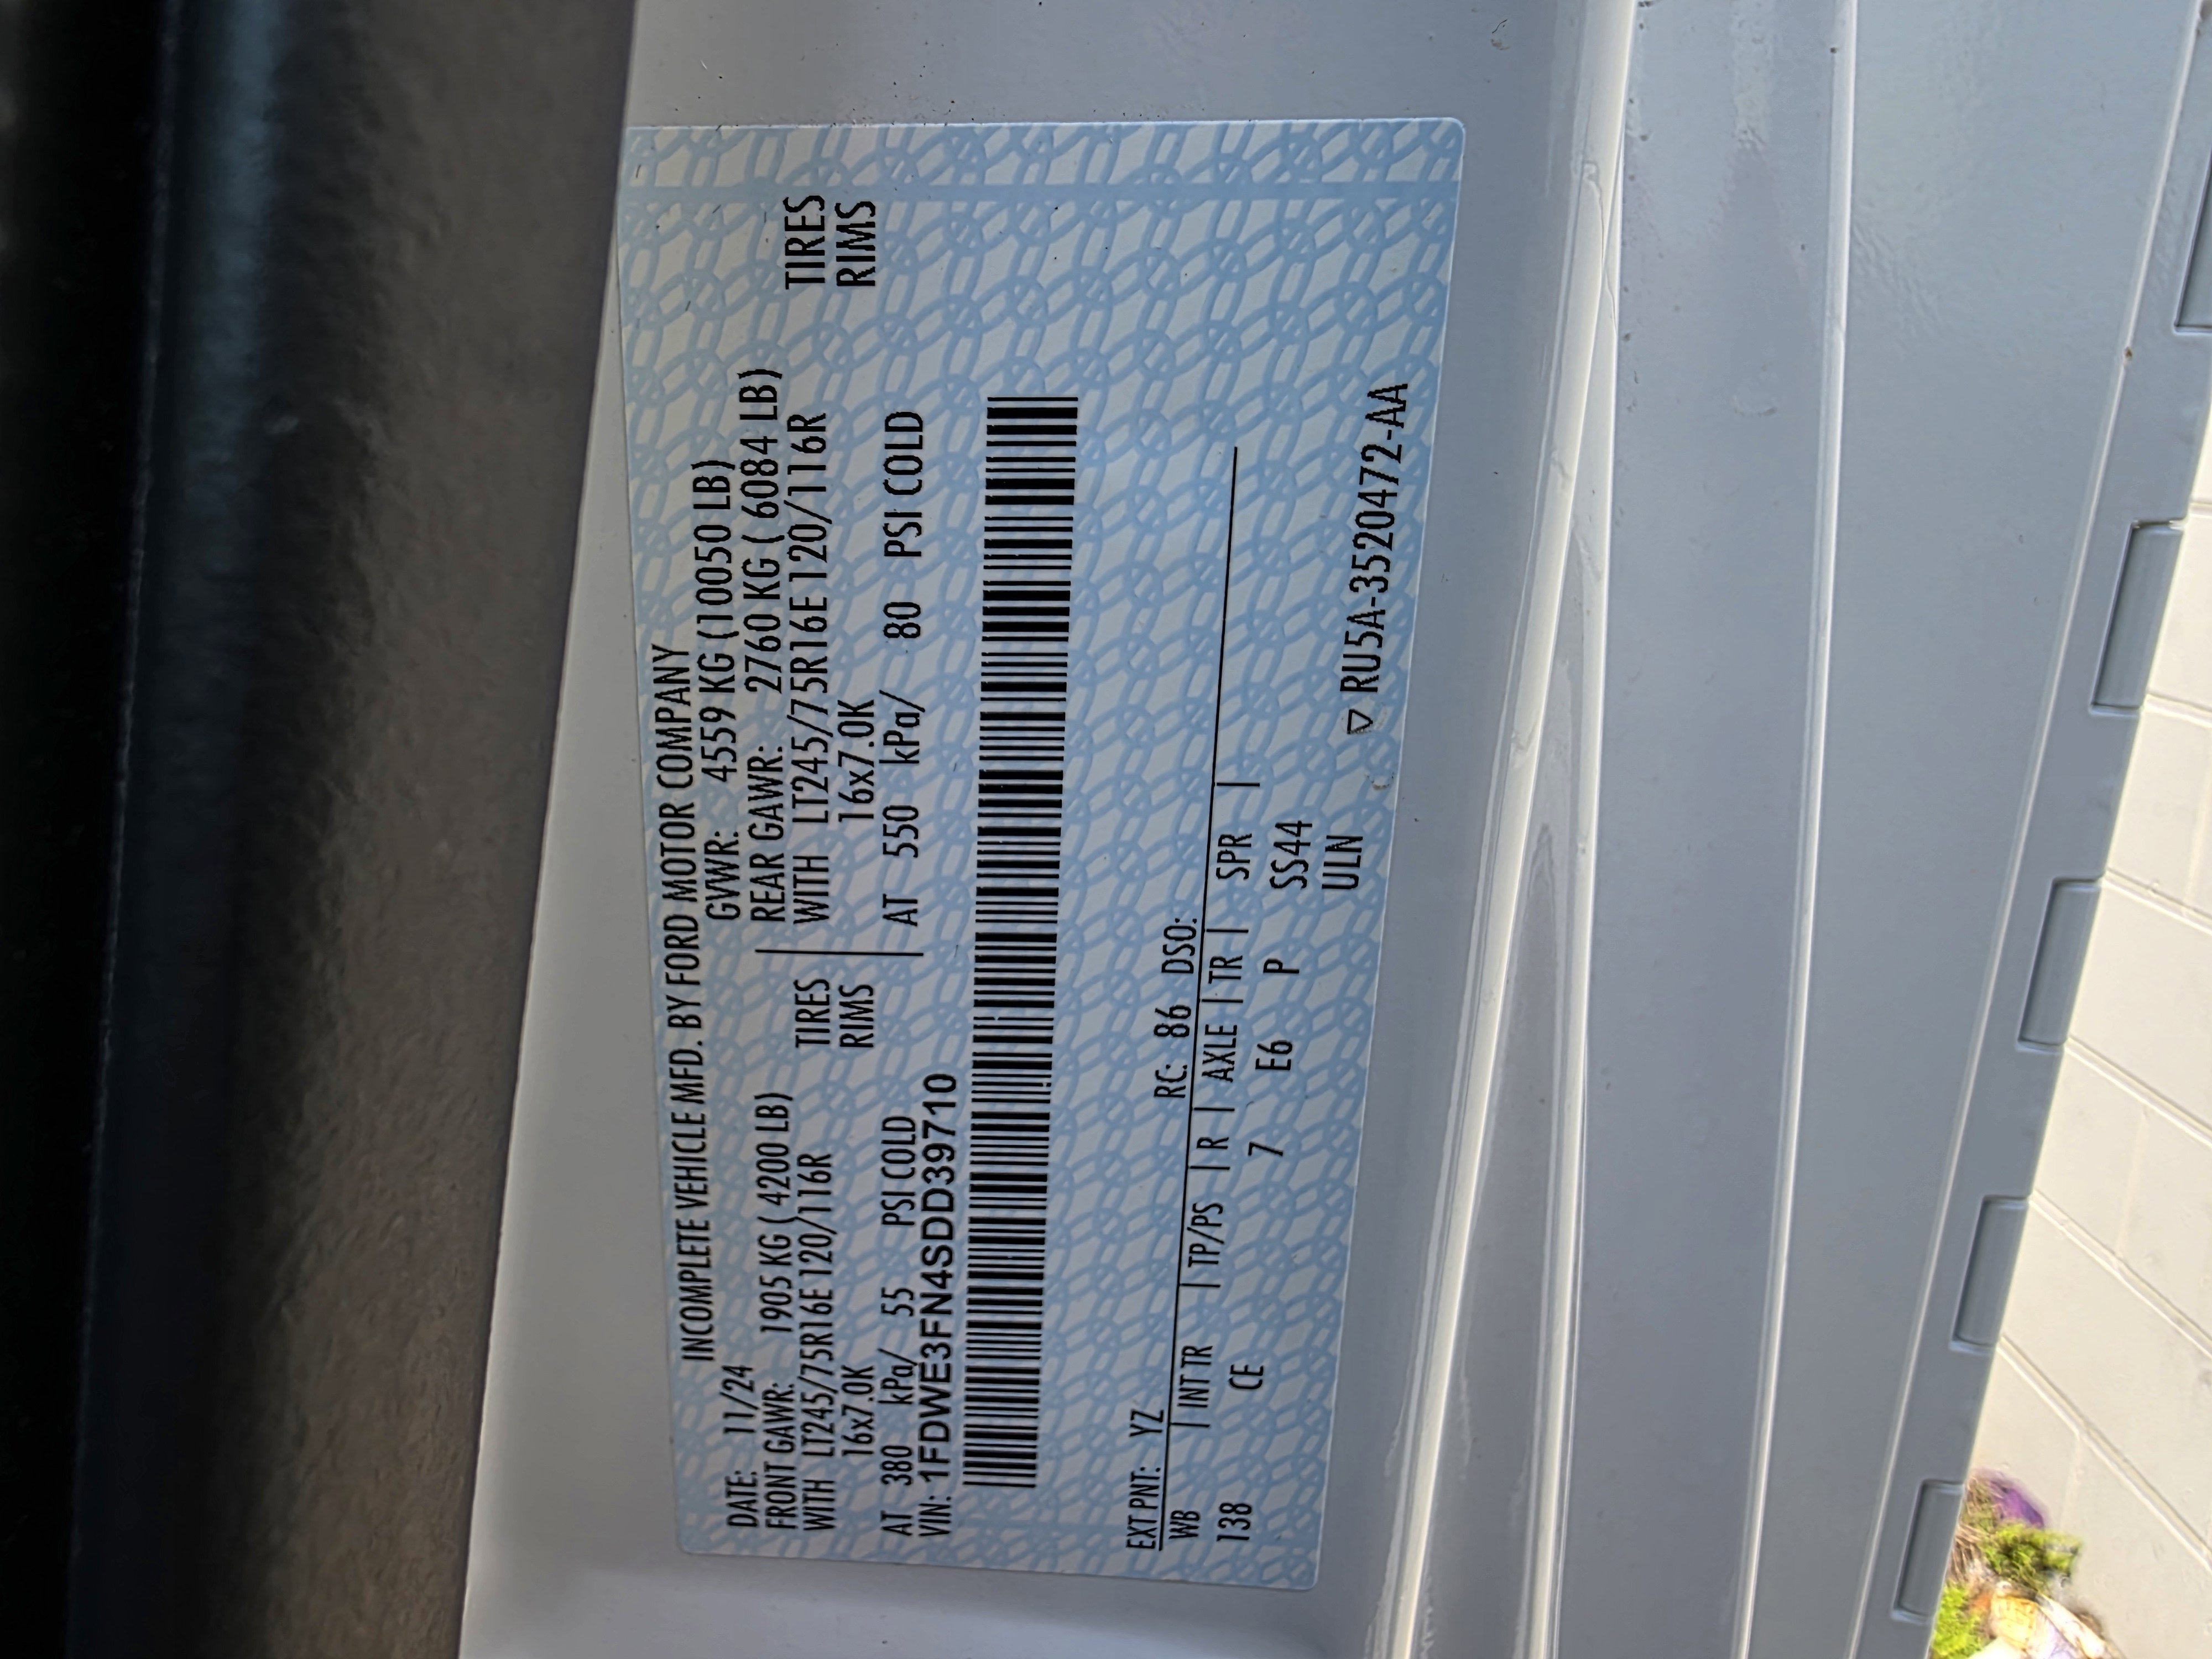 INCOMPLETE VEHICLE MFD. BY FORD MOTOR COMPANY
DATE: 11/24 GVWR: 4559 KG (10050 LB)
FRONT GAWR: 1905 KG ( 4200 LB) REAR GAWR: 2760 KG ( 6084 LB)
WITH LT245/75R16E 120/116R TIRES WITH LT245/75R16E 120/116R TIRES
16x7.0K RIMS 16x7.0K RIMS
AT 380 kPa/ 55 PSI COLD AT 550 kPa/ 80 PSI COLD
VIN: 1FDWE3FN4SDD39710
EXT PNT: YZ RC: 86 DSO:
WB | INT TR | TP/PS | R | AXLE | TR | SPR |
138 CE 7 E6 P SS44
ULN
▽ RU5A-3520472-AA